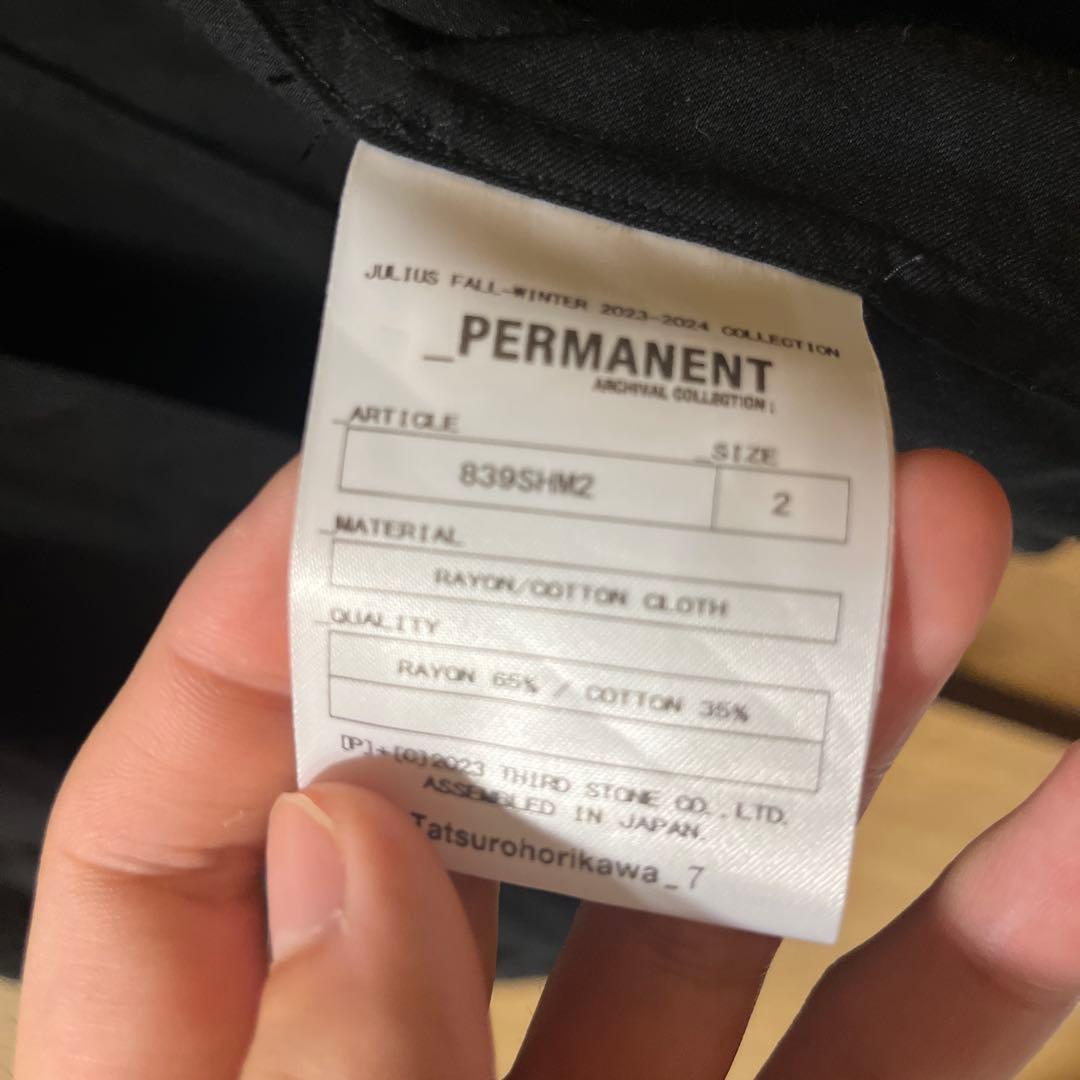 JULIUS FALL-WINTER 2023-2024 COLLECTION
_PERMANENT
ARCHIVAL COLLECTION;
_ARTICLE
_SIZE
839SHM2
2
_MATERIAL
RAYON/COTTON CLOTH
_QUALITY
RAYON 65% / COTTON 35%
[P]+[C]2023 THIRD STONE CO., LTD.
ASSEMBLED IN JAPAN.
Tatsurohorikawa_7